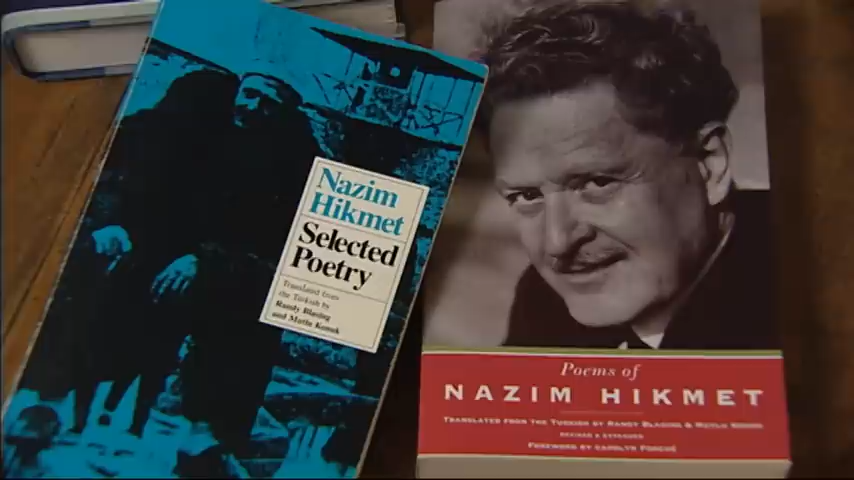 Nazim
Hikmet
Selected
Poetry
Translated from
the Turkish by
Randy Blasing
and Mutlu Konuk
Poems of
NAZIM HIKMET
TRANSLATED FROM THE TURKISH BY RANDY BLASING & MUTLU KONUK
REVISED & EXPANDED
FOREWORD BY CAROLYN FORCHÉ